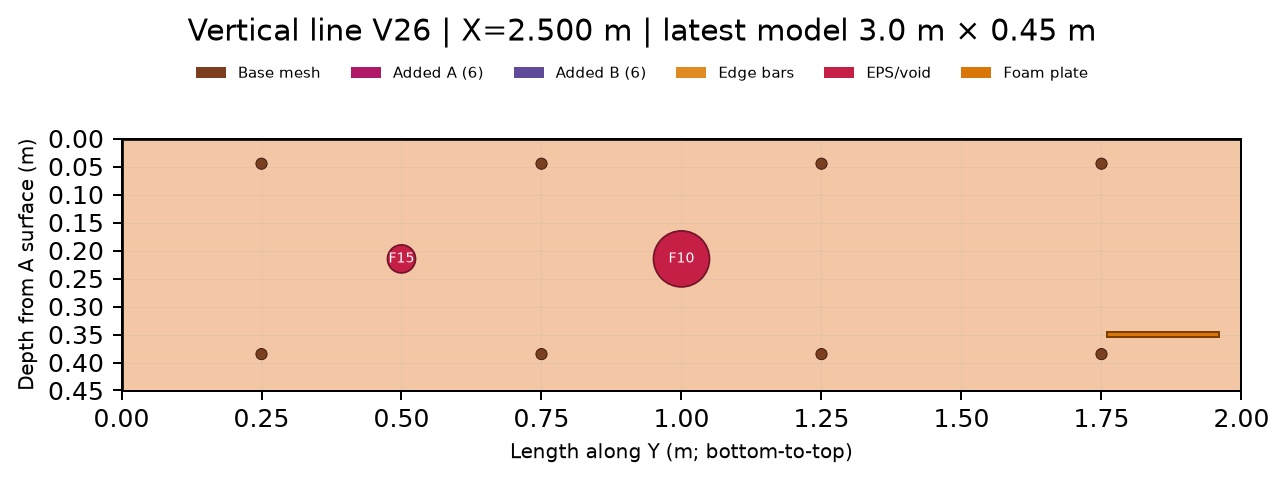 Vertical line V26 | X=2.500 m | latest model 3.0 m × 0.45 m
Base mesh
Added A (6)
Added B (6)
Edge bars
EPS/void
Foam plate
Depth from A surface (m)
0.00
0.05
0.10
0.15
0.20
0.25
0.30
0.35
0.40
0.45
F15
F10
0.00
0.25
0.50
0.75
1.00
1.25
1.50
1.75
2.00
Length along Y (m; bottom-to-top)